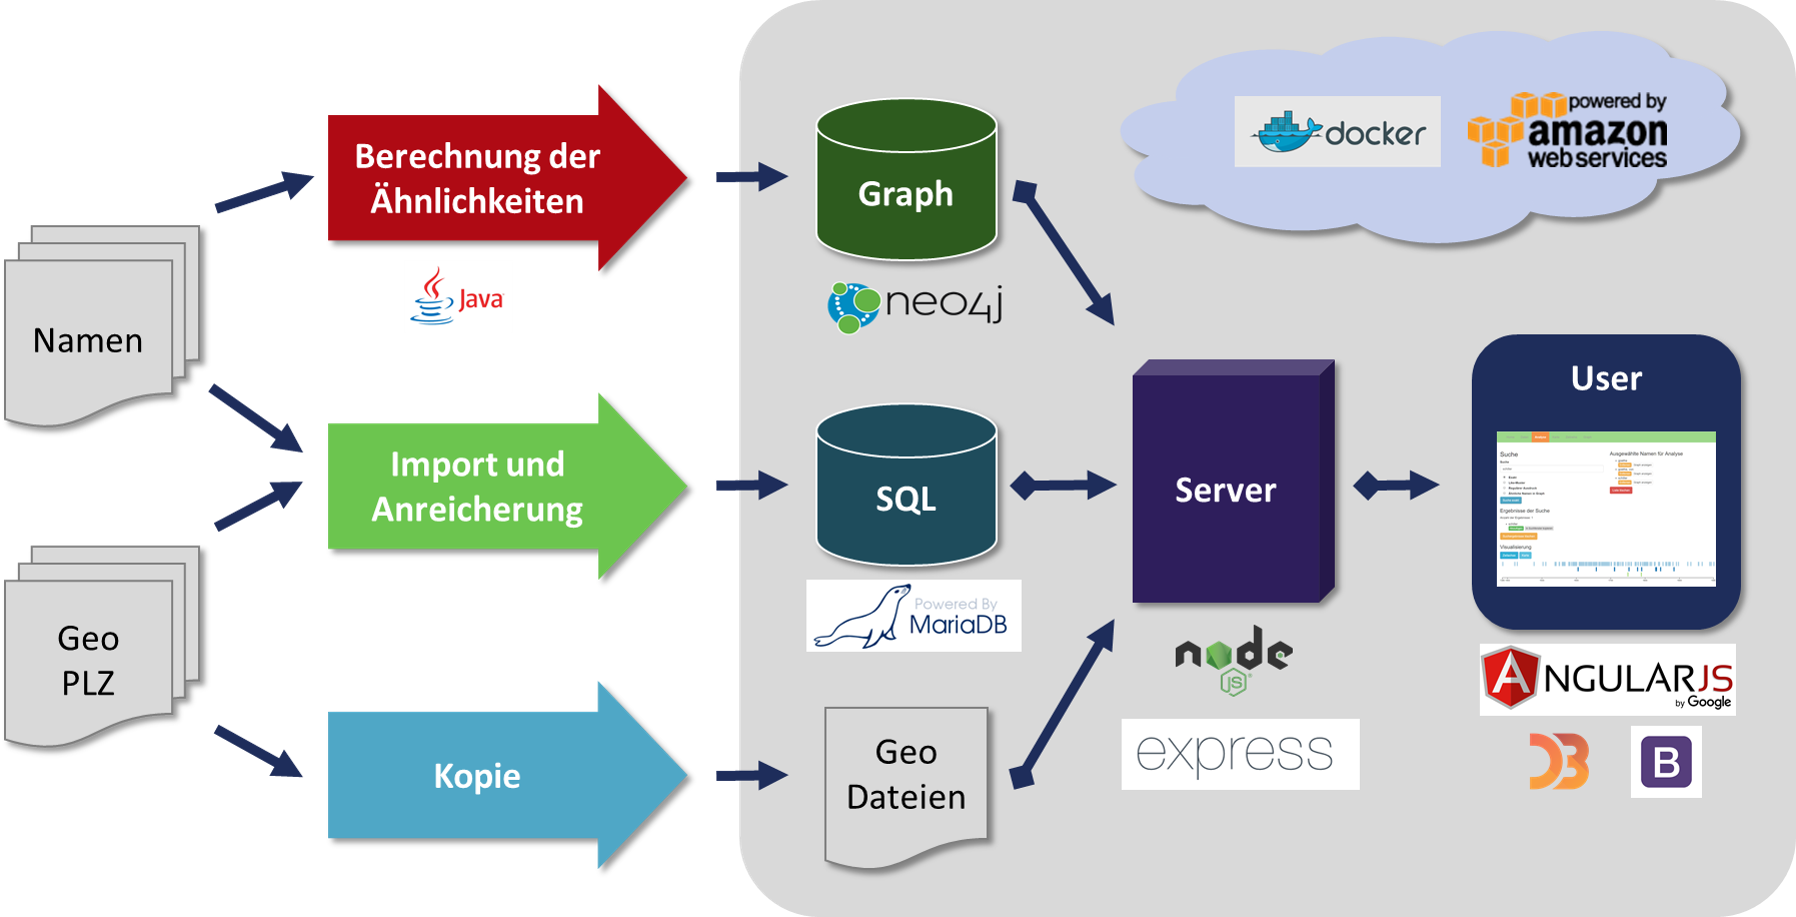 Namen
Geo
PLZ
Berechnung der
Ähnlichkeiten
Java
Import und
Anreicherung
Kopie
Graph
neo4j
SQL
Powered By
MariaDB
Geo
Dateien
docker
powered by
amazon
web services
Server
node
JS
express
User
Suche
Ausgewählte Namen für Analyse
Ergebnisse der Suche
Visualisierung
ANGULARJS
by Google
D3
B